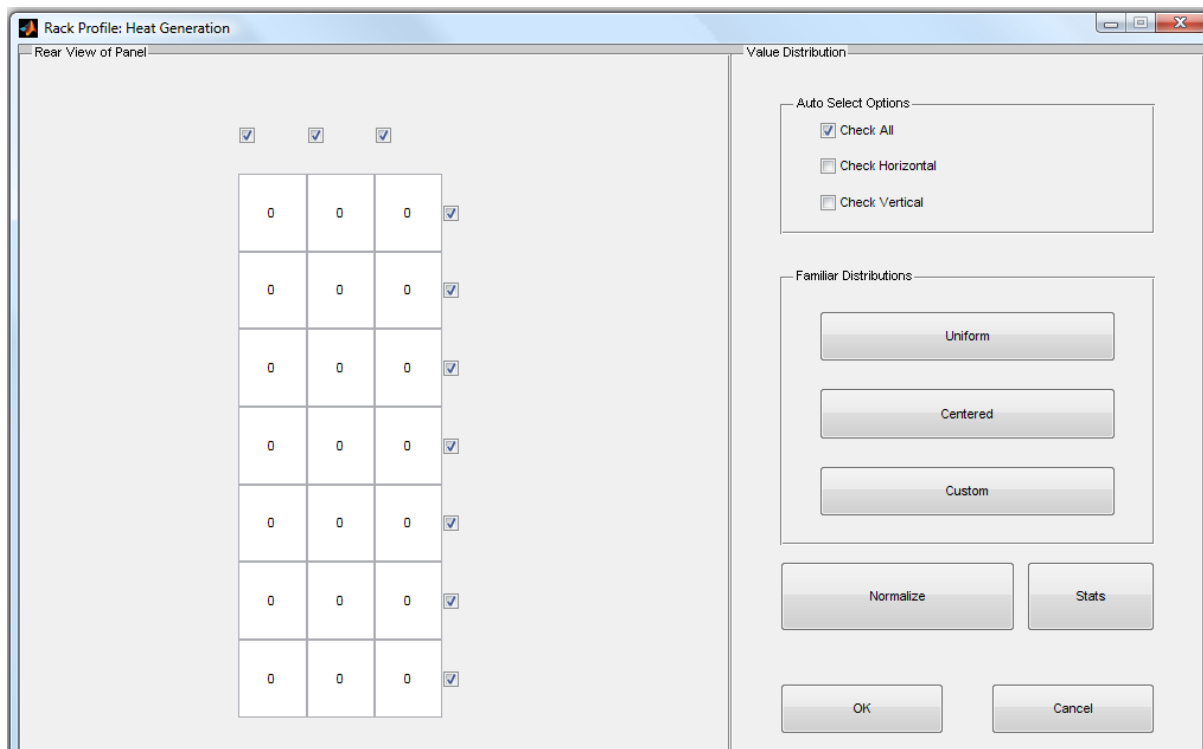 Rack Profile: Heat Generation
Rear View of Panel
0 0 0
0 0 0
0 0 0
0 0 0
0 0 0
0 0 0
0 0 0
Value Distribution
Auto Select Options
Check All
Check Horizontal
Check Vertical
Familiar Distributions
Uniform
Centered
Custom
Normalize Stats
OK Cancel